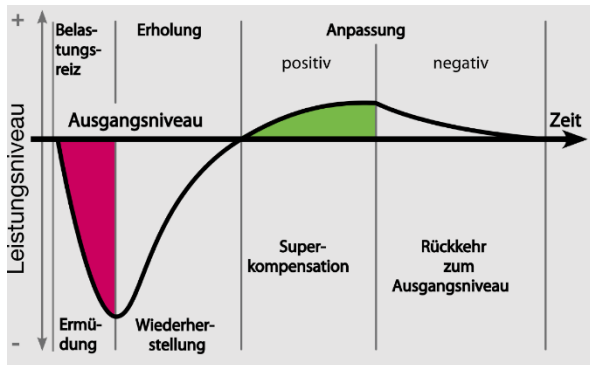 +
Belas-
tungs-
reiz
Erholung
Anpassung
positiv
negativ
Ausgangsniveau
Zeit
Leistungsniveau
Super-
kompensation
Rückkehr
zum
Ausgangsniveau
Ermü-
dung
Wiederher-
stellung
-